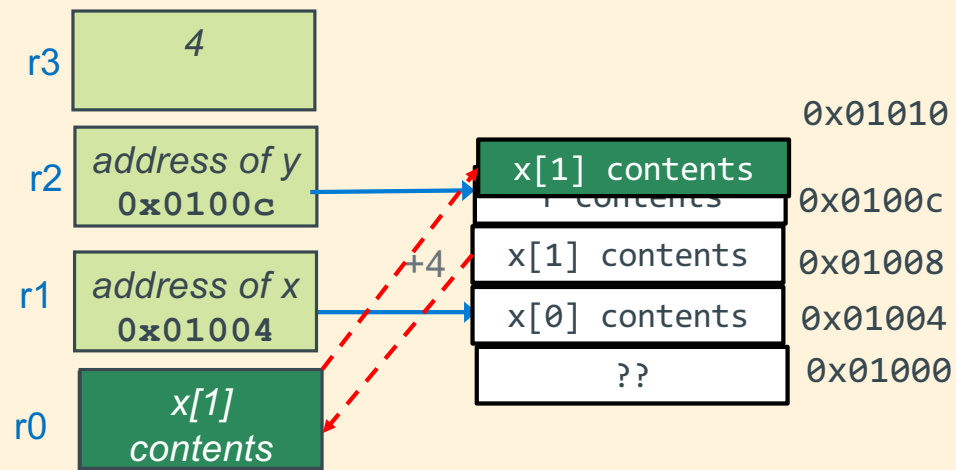 r3
4
r2
address of y
0x0100c
r1
address of x
0x01004
r0
x[1]
contents
+4
0x01010
x[1] contents
contents
0x0100c
x[1] contents
0x01008
x[0] contents
0x01004
??
0x01000